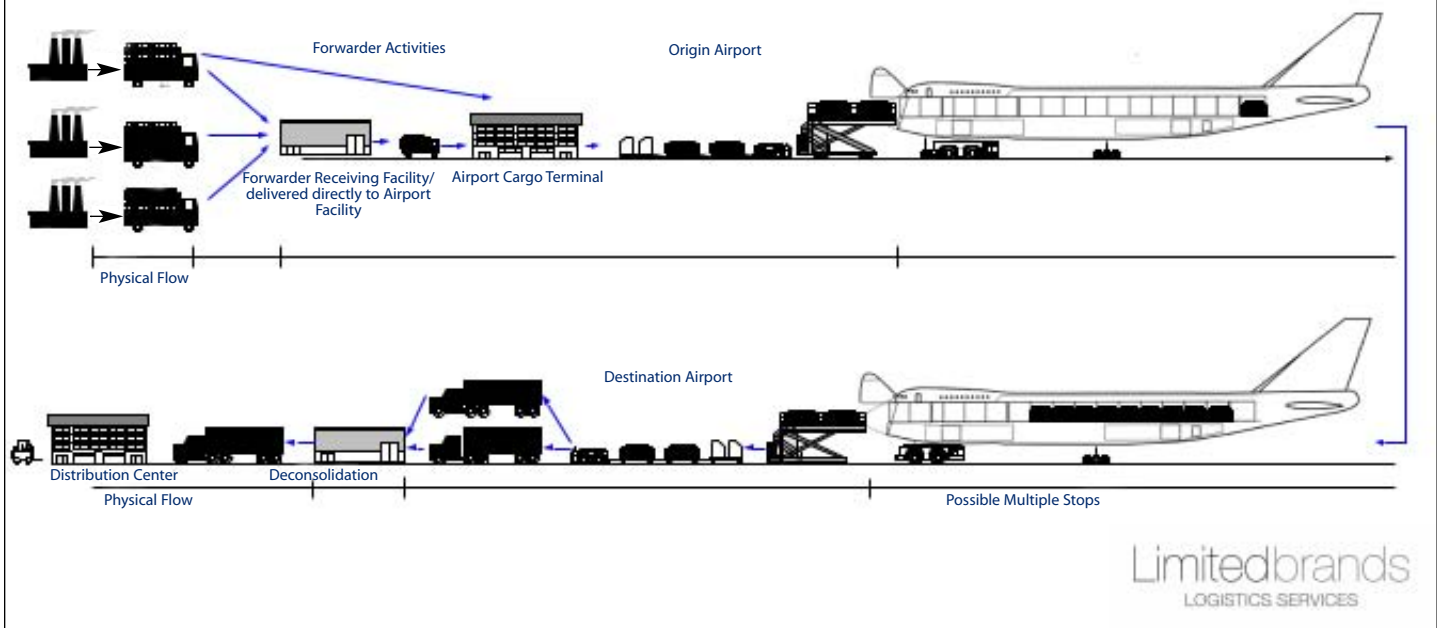 Forwarder Activities
Origin Airport
Forwarder Receiving Facility/
delivered directly to Airport
Facility
Airport Cargo Terminal
Physical Flow
Destination Airport
Distribution Center
Deconsolidation
Physical Flow
Possible Multiple Stops
Limitedbrands
LOGISTICS SERVICES